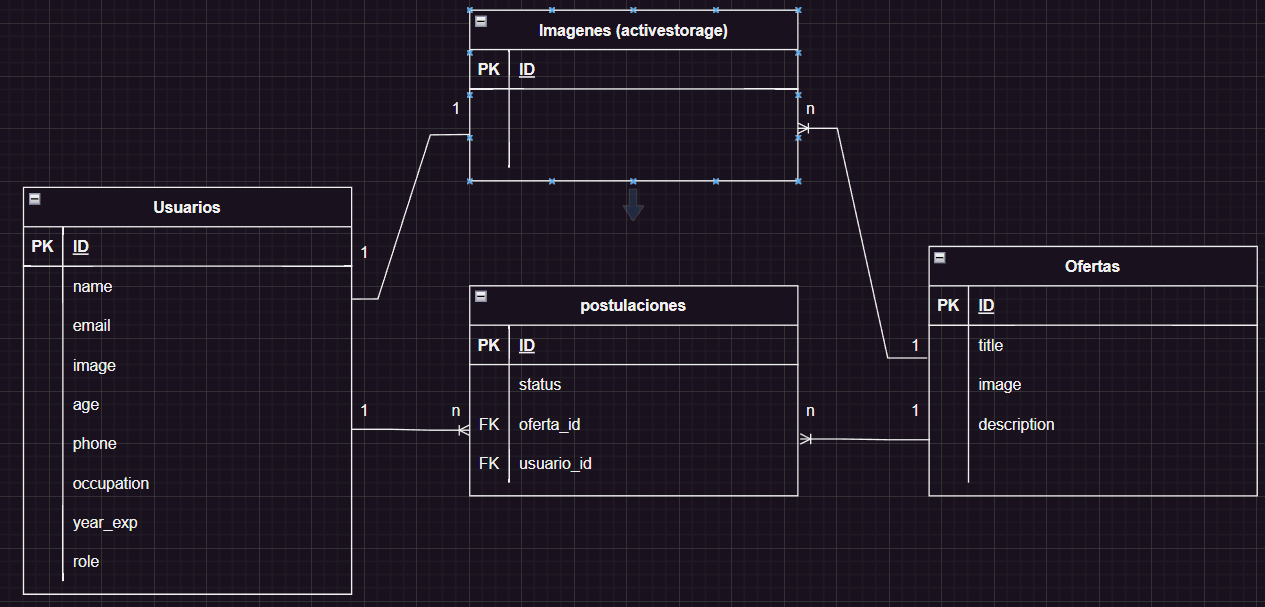 Imagenes (activestorage)
PK ID
1
n
Usuarios
PK ID
name
email
image
age
phone
occupation
year_exp
role
1
1
n
postulaciones
PK ID
status
FK oferta_id
FK usuario_id
n
1
1
Ofertas
PK ID
title
image
description